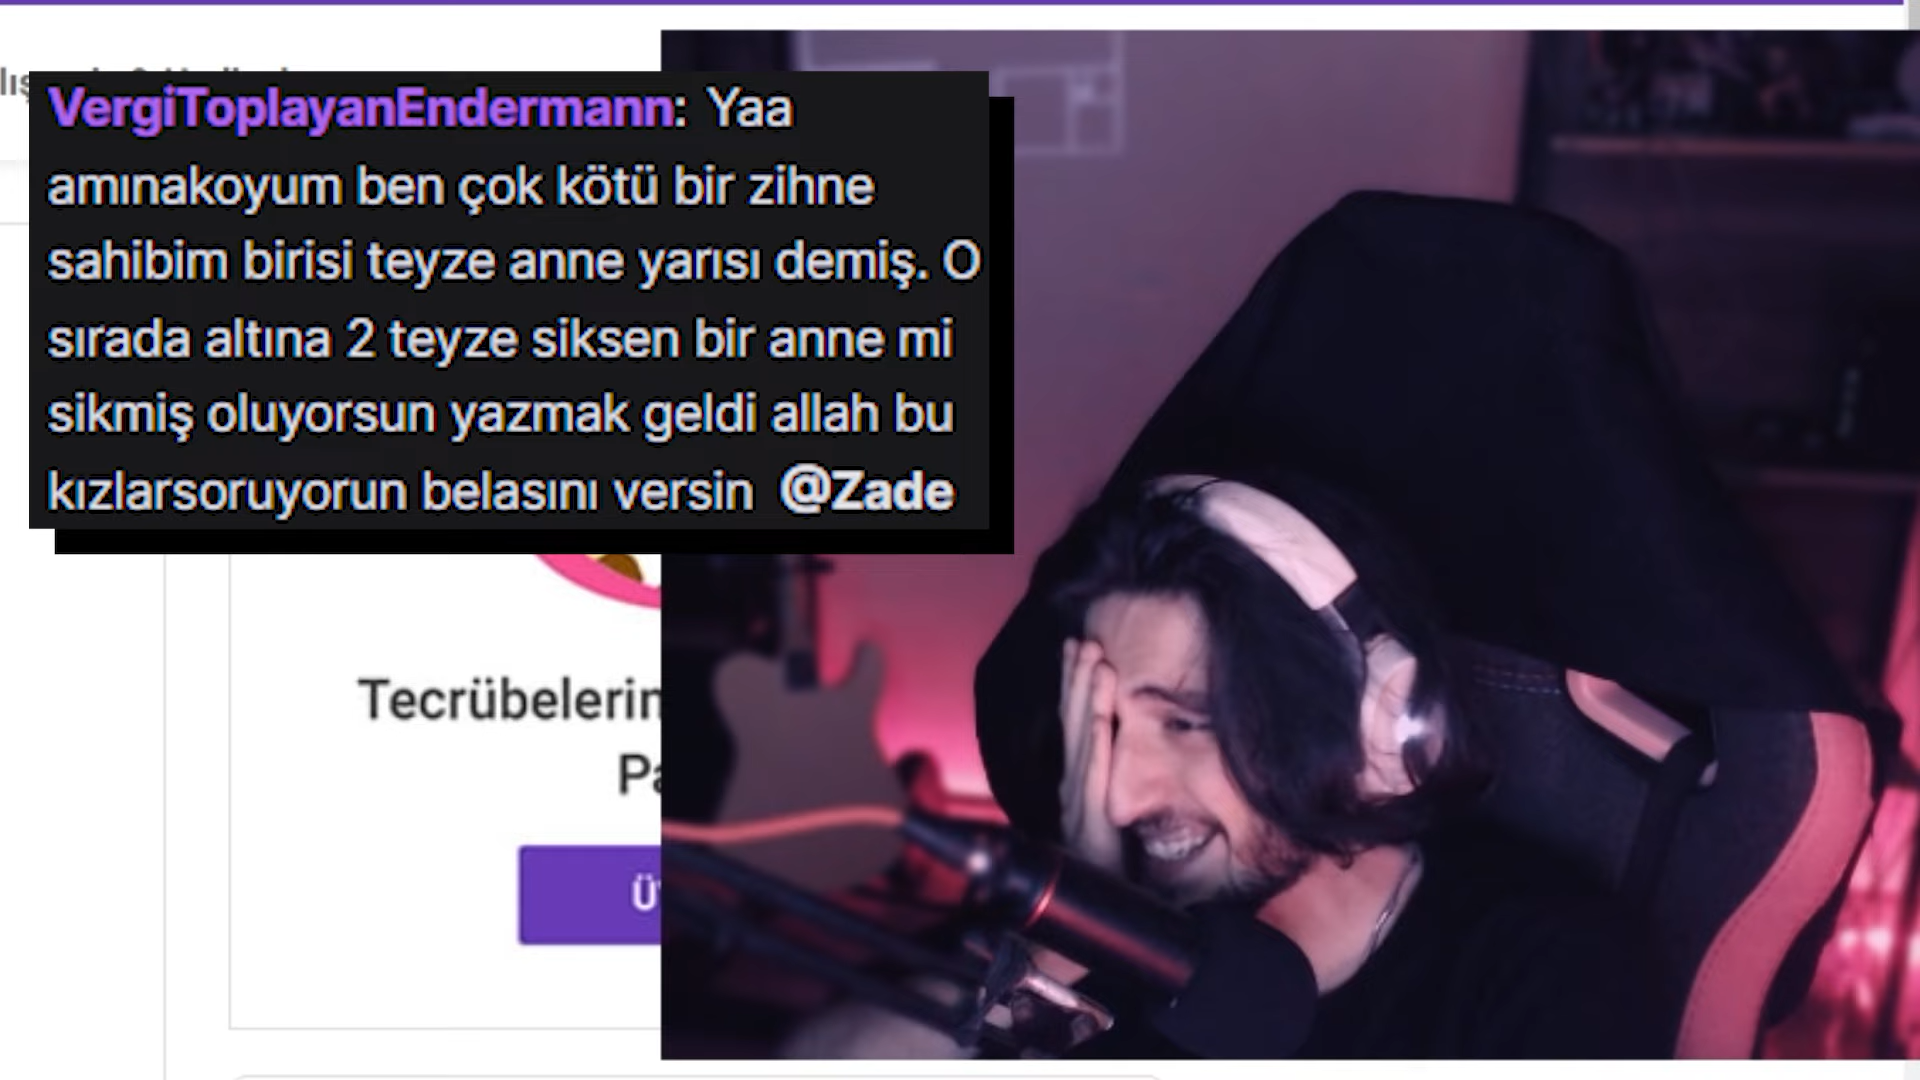 VergiToplayanEndermann: Yaa
amınakoyum ben çok kötü bir zihne
sahibim birisi teyze anne yarısı demiş. O
sırada altına 2 teyze siksen bir anne mi
sikmiş oluyorsun yazmak geldi allah bu
kızlarsoruyorun belasını versin @Zade
Tecrübelerin
Pa